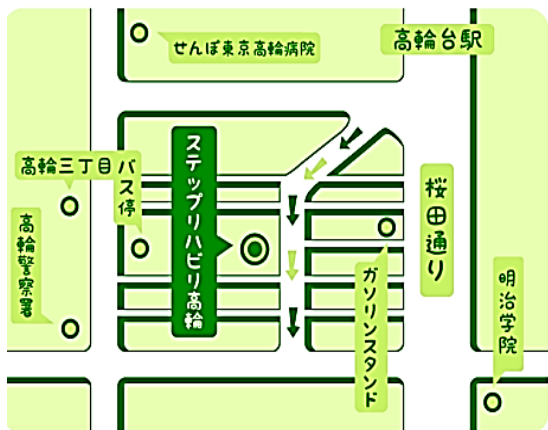 せんぽ東京高輪病院
高輪台駅
高輪三丁目バス停
ステップリハビリ高輪
桜田通り
高輪警察署
ガソリンスタンド
明治学院